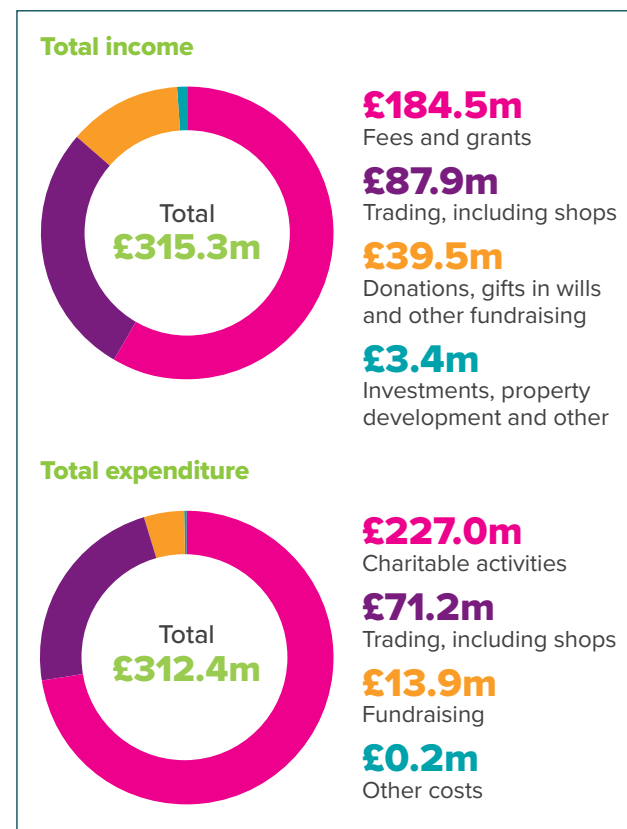 Total income
Total
£315.3m
£184.5m
Fees and grants
£87.9m
Trading, including shops
£39.5m
Donations, gifts in wills
and other fundraising
£3.4m
Investments, property
development and other
Total expenditure
Total
£312.4m
£227.0m
Charitable activities
£71.2m
Trading, including shops
£13.9m
Fundraising
£0.2m
Other costs